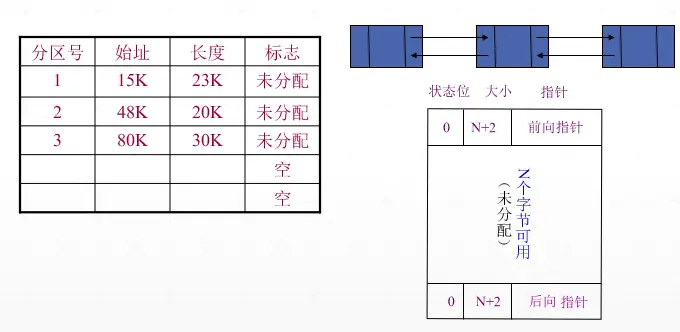 分区号 始址 长度 标志
1 15K 23K 未分配
2 48K 20K 未分配
3 80K 30K 未分配
空
空
状态位 大小 指针
0 N+2 前向指针
N个字节可用
(未分配)
0 N+2 后向 指针